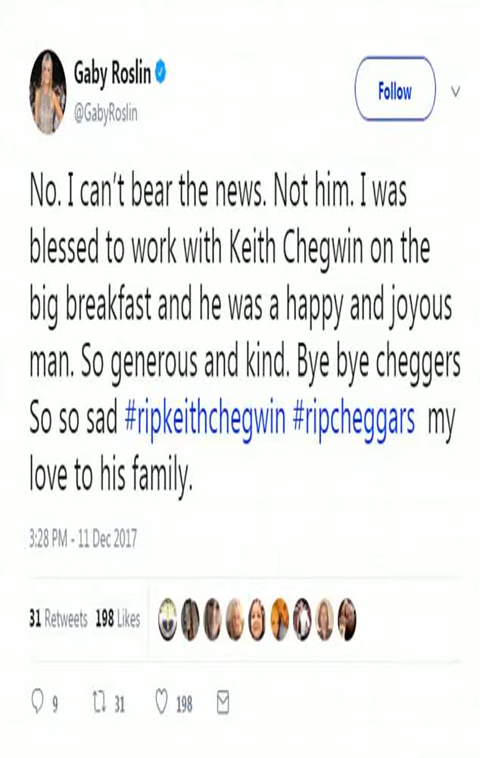 Gaby Roslin
@GabyRoslin
Follow
No. I can't bear the news. Not him. I was
blessed to work with Keith Chegwin on the
big breakfast and he was a happy and joyous
man. So generous and kind. Bye bye cheggers
So so sad #ripkeithchegwin #ripcheggars my
love to his family.
3:28 PM - 11 Dec 2017
31 Retweets 198 Likes
9 31 198